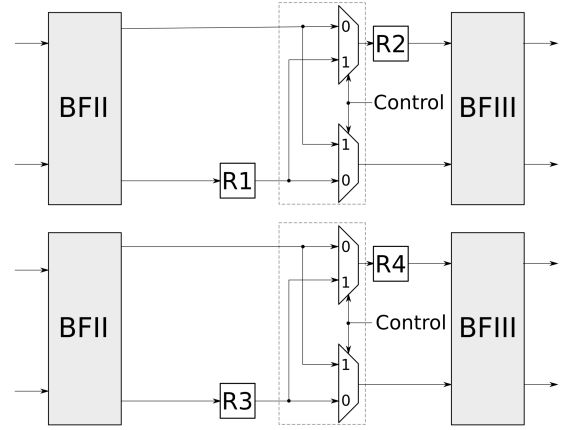 0
R2
1
BFII
Control
BFIII
1
R1
0
0
R4
1
BFII
Control
BFIII
1
R3
0